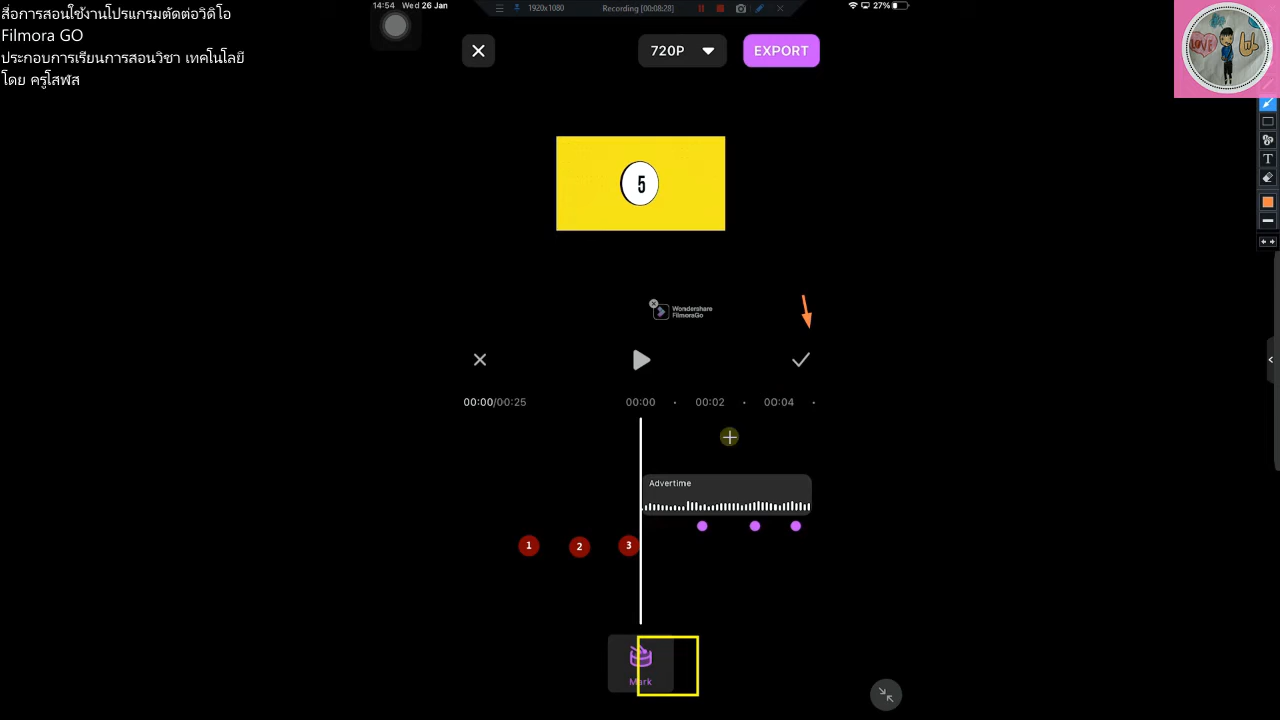 สื่อการสอนใช้งานโปรแกรมตัดต่อวิดิโอ
Filmora GO
ประกอบการเรียนการสอนวิชา เทคโนโลยี
โดย ครูโสฬส
14:54 Wed 26 Jan
1920x1080 Recording [00:08:28]
27%
720P EXPORT
5
Wondershare
FilmoraGo
00:00/00:25 00:00 00:02 00:04
Advertime
1 2 3
Mark
LOVE
T